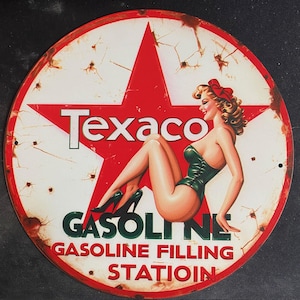 Texaco
GASOLI NE
GASOLINE FILLING
STATIOIN